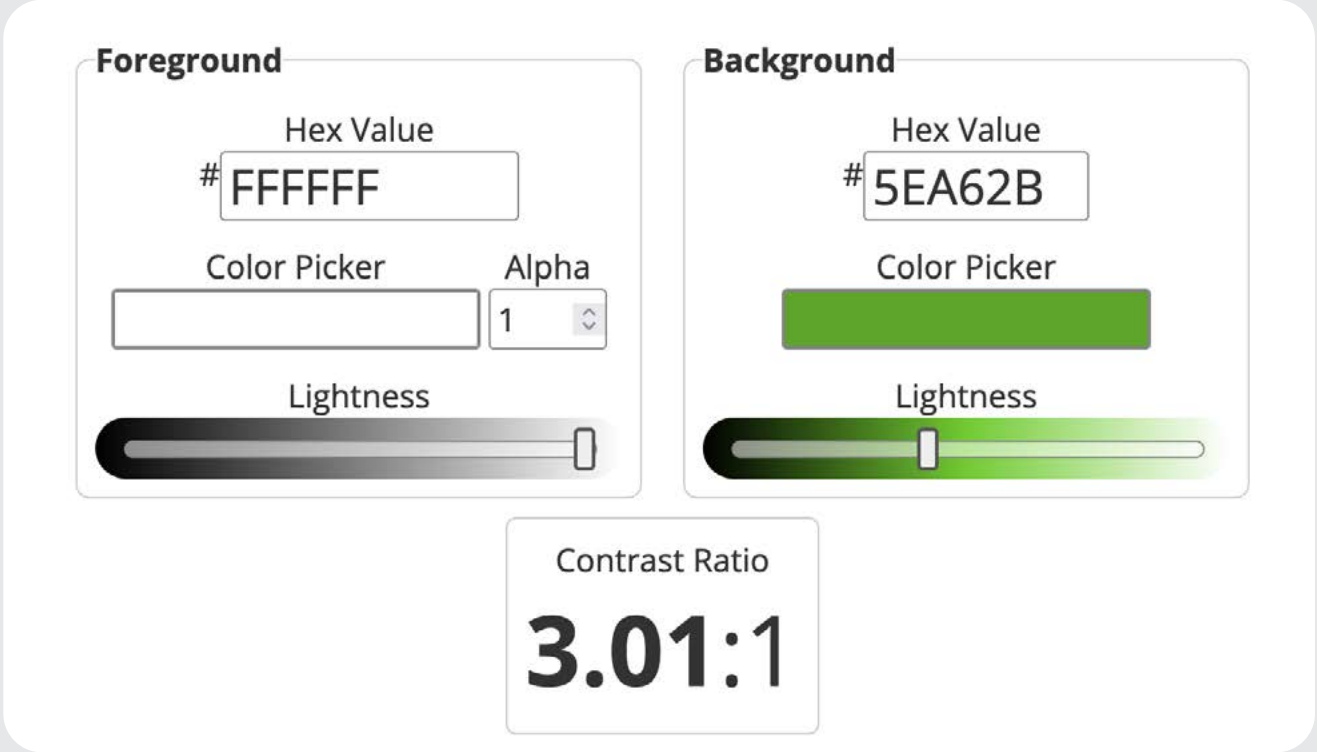 Foreground
Hex Value
#FFFFFF
Color Picker
Alpha
1
Lightness
Background
Hex Value
#5EA62B
Color Picker
Lightness
Contrast Ratio
3.01:1